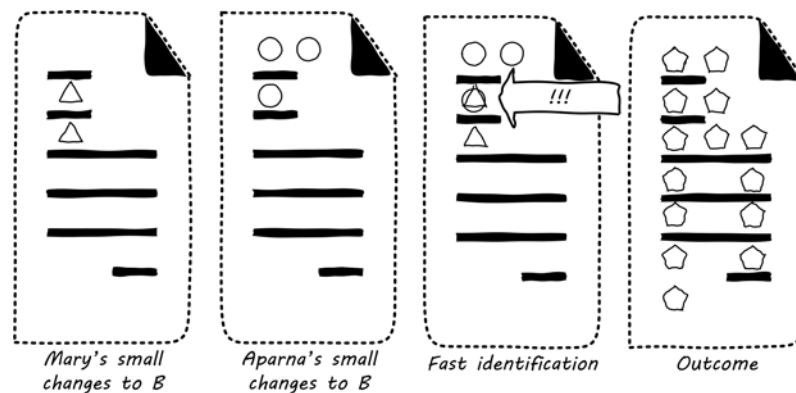 !!!
Mary's small
changes to B
Aparna's small
changes to B
Fast identification
Outcome